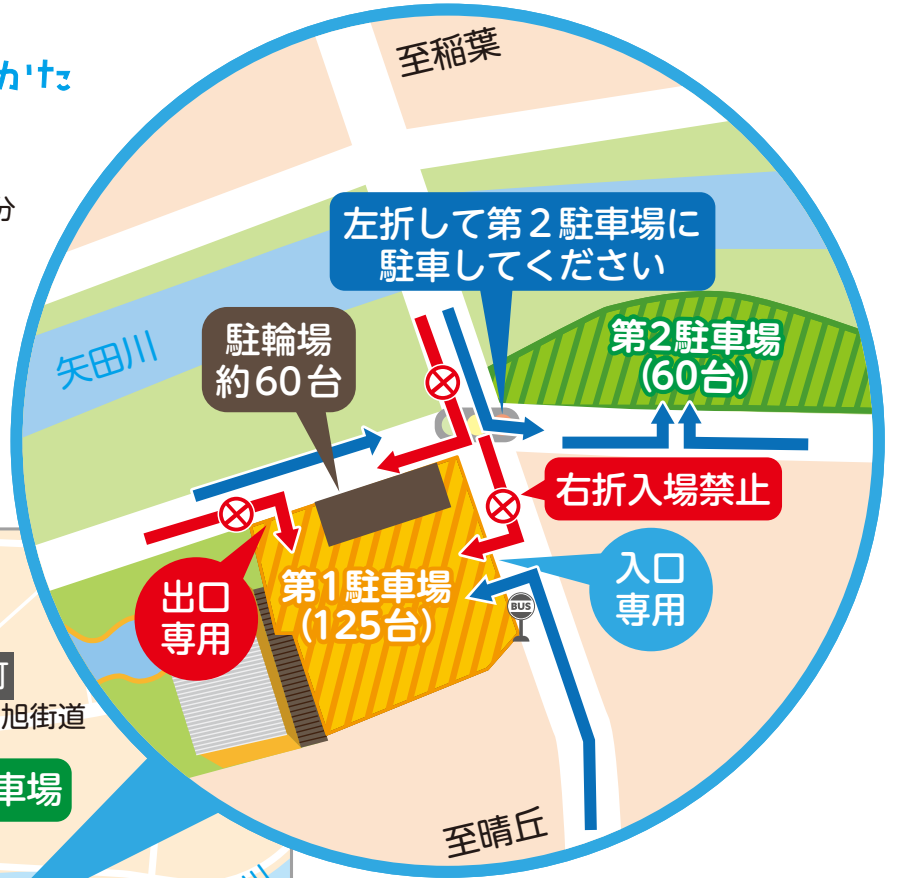 至稲葉
かた
分
左折して第2駐車場に
駐車してください
駐輪場
約60台
矢田川
第2駐車場
(60台)
右折入場禁止
出口
専用
第1駐車場
(125台)
入口
専用
BUS
旭街道
車場
至晴丘